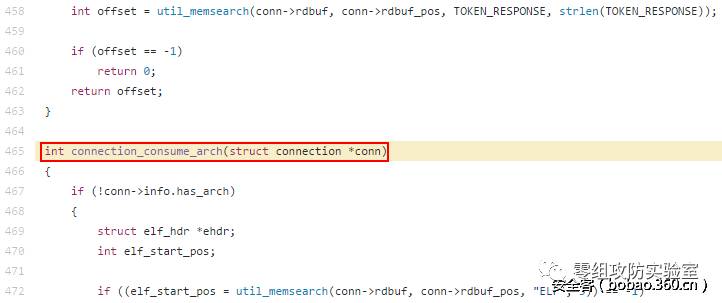 458 int offset = util_memsearch(conn->rdbuf, conn->rdbuf_pos, TOKEN_RESPONSE, strlen(TOKEN_RESPONSE));
459
460 if (offset == -1)
461 return 0;
462 return offset;
463 }
464
465 int connection_consume_arch(struct connection *conn)
466 {
467 if (!conn->info.has_arch)
468 {
469 struct elf_hdr *ehdr;
470 int elf_start_pos;
471
472 if ((elf_start_pos = util_memsearch(conn->rdbuf, conn->rdbuf_pos, "ELF", 3)) == -1)
零组攻防实验室
安全客（bobao.360.cn）